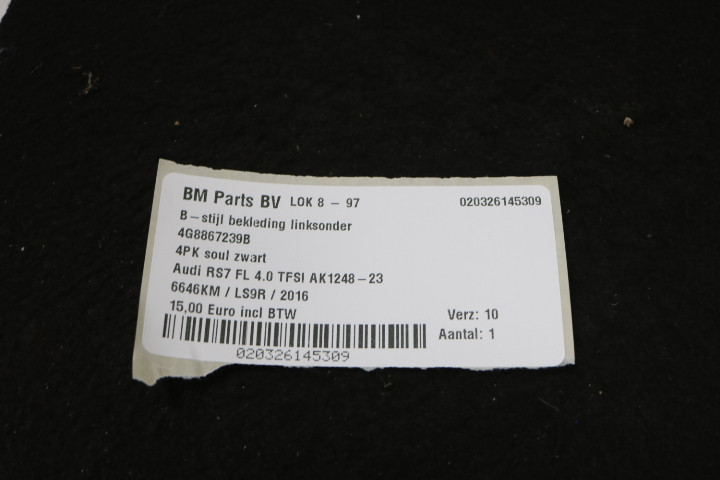 BM Parts BV LOK 8 - 97 020326145309
B-stijl bekleding linksonder
4G8867239B
4PK soul zwart
Audi RS7 FL 4.0 TFSI AK1248-23
6646KM / LS9R / 2016
15,00 Euro incl BTW Verz: 10
Aantal: 1
020326145309